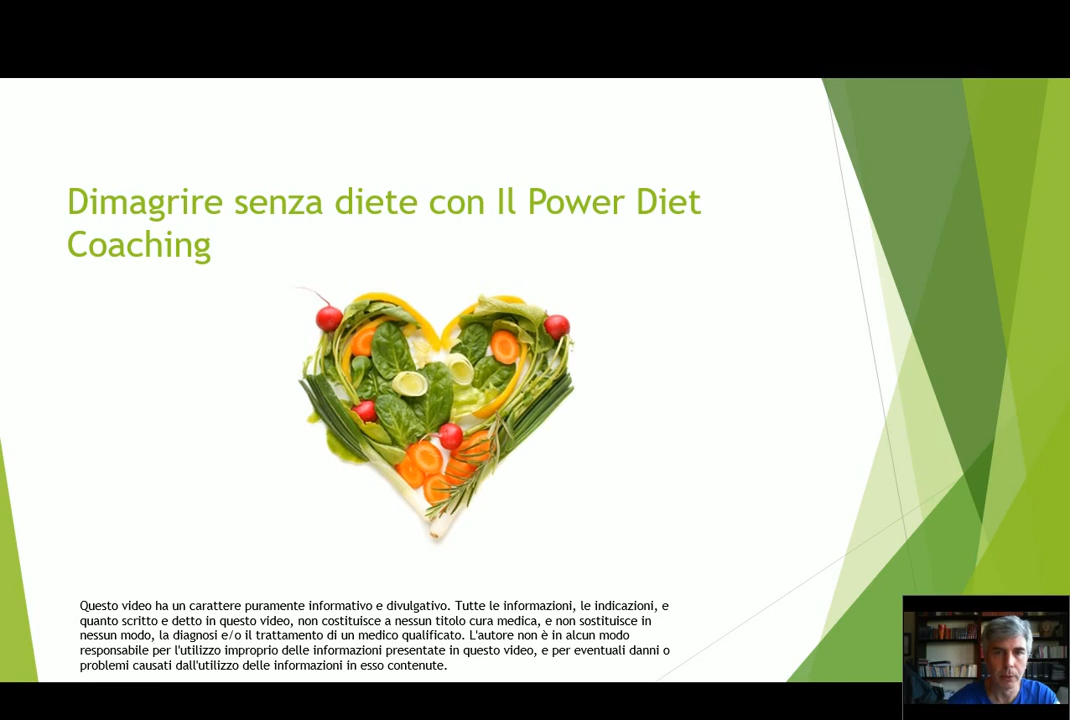 Dimagrire senza diete con Il Power Diet
Coaching
Questo video ha un carattere puramente informativo e divulgativo. Tutte le informazioni, le indicazioni, e
quanto scritto e detto in questo video, non costituisce a nessun titolo cura medica, e non sostituisce in
nessun modo, la diagnosi e/o il trattamento di un medico qualificato. L'autore non è in alcun modo
responsabile per l'utilizzo improprio delle informazioni presentate in questo video, e per eventuali danni o
problemi causati dall'utilizzo delle informazioni in esso contenute.